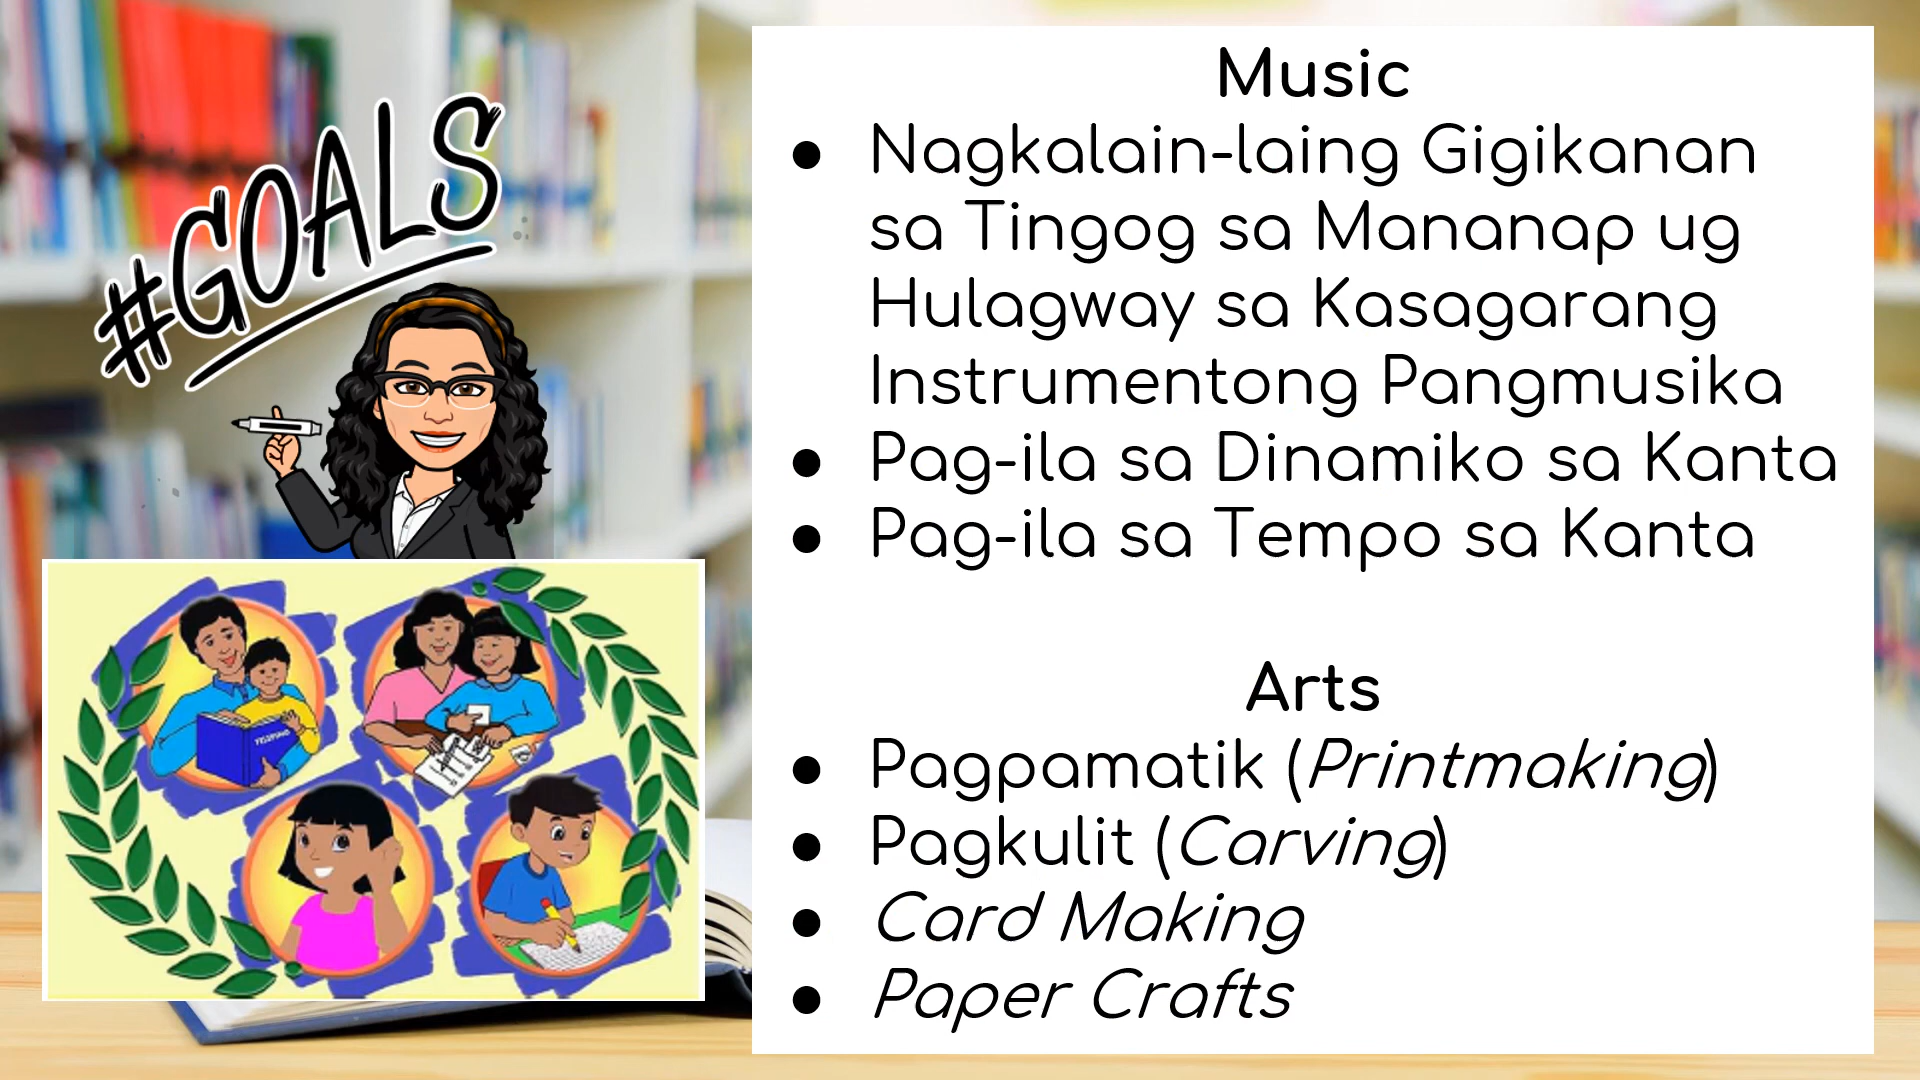 #GOALS
FILIPINO
Music
● Nagkalain-laing Gigikanan
sa Tingog sa Mananap ug
Hulagway sa Kasagarang
Instrumentong Pangmusika
● Pag-ila sa Dinamiko sa Kanta
● Pag-ila sa Tempo sa Kanta
Arts
● Pagpamatik (Printmaking)
● Pagkulit (Carving)
● Card Making
● Paper Crafts